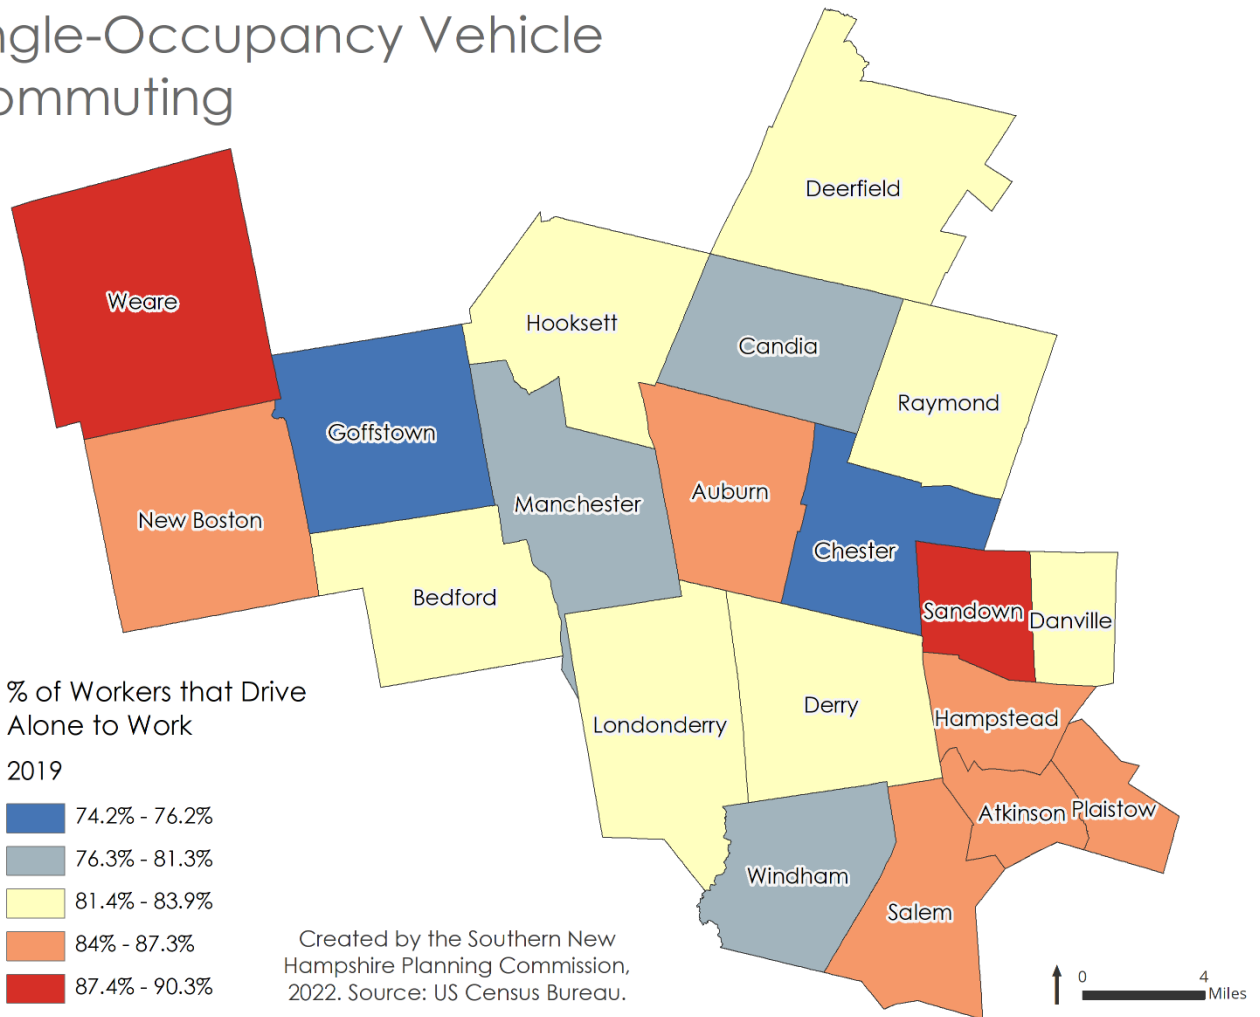 ngle-Occupancy Vehicle
ommuting
Deerfield
Weare
Hooksett
Candia
Raymond
Goffstown
Auburn
Manchester
New Boston
Chester
Bedford
Sandown
Danville
Derry
Hampstead
Londonderry
Atkinson
Plaistow
Windham
Salem
% of Workers that Drive
Alone to Work
2019
74.2% - 76.2%
76.3% - 81.3%
81.4% - 83.9%
84% - 87.3%
87.4% - 90.3%
Created by the Southern New
Hampshire Planning Commission,
2022. Source: US Census Bureau.
0 4
Miles